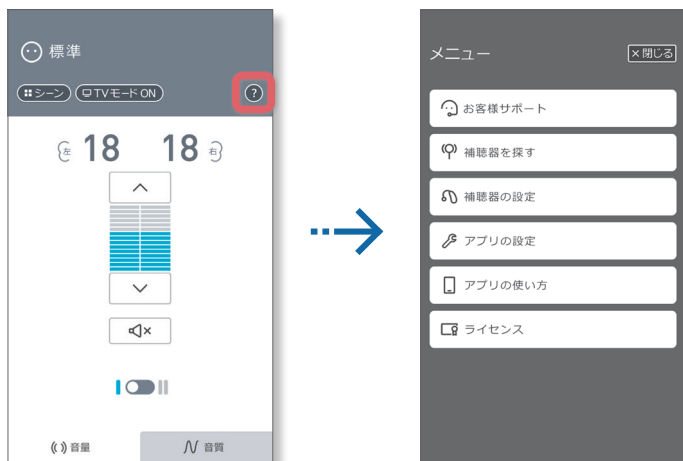 標準
シーン TVモード ON ?
左 18 18 右
音量 音質
メニュー ×閉じる
お客様サポート
補聴器を探す
補聴器の設定
アプリの設定
アプリの使い方
ライセンス